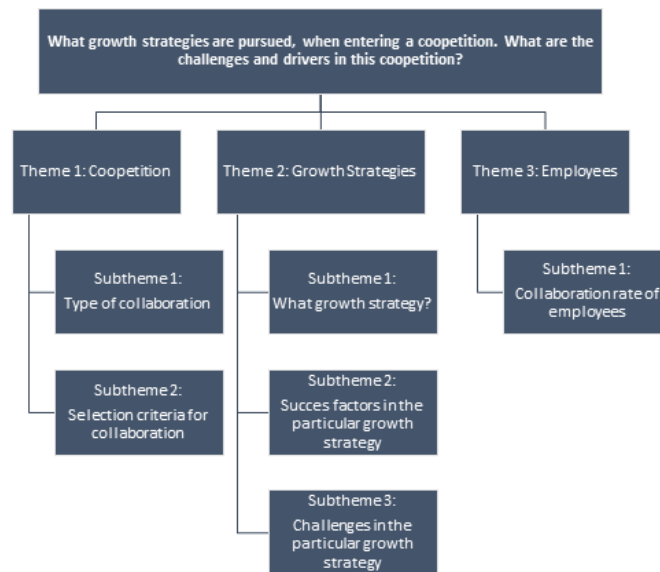 What growth strategies are pursued, when entering a coopetition. What are the
challenges and drivers in this coopetition?
Theme 1: Coopetition
Theme 2: Growth Strategies
Theme 3: Employees
Subtheme 1:
Type of collaboration
Subtheme 2:
Selection criteria for
collaboration
Subtheme 1:
What growth strategy?
Subtheme 2:
Succes factors in the
particular growth
strategy
Subtheme 3:
Challenges in the
particular growth
strategy
Subtheme 1:
Collaboration rate of
employees